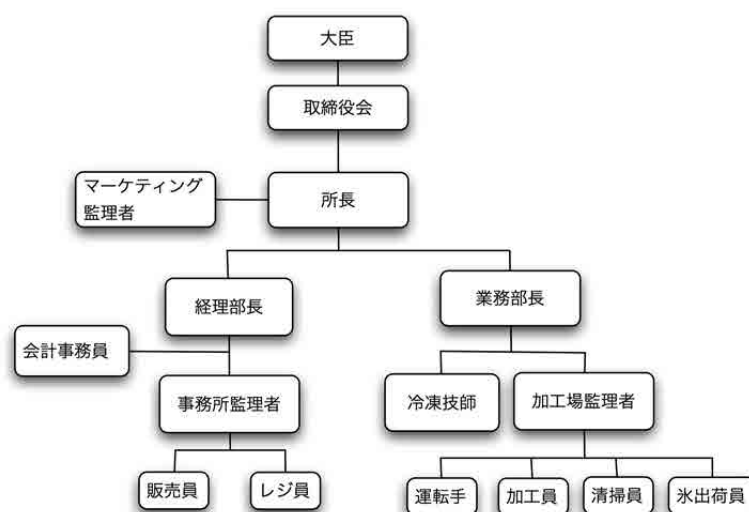 大臣
取締役会
マーケティング
監理者
所長
経理部長
業務部長
会計事務員
事務所監理者
冷凍技師
加工場監理者
販売員
レジ員
運転手
加工員
清掃員
氷出荷員